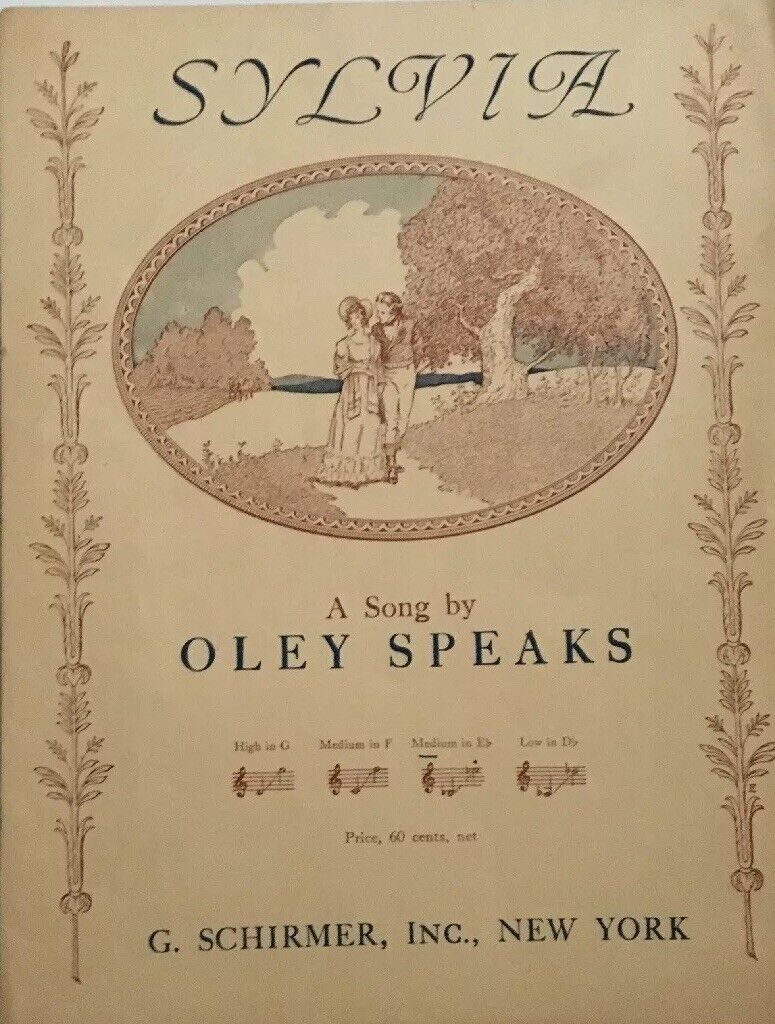 SYLVIA
A Song by
OLEY SPEAKS
High in G Medium in F Medium in E♭ Low in D♭
Price, 60 cents, net
G. SCHIRMER, INC., NEW YORK